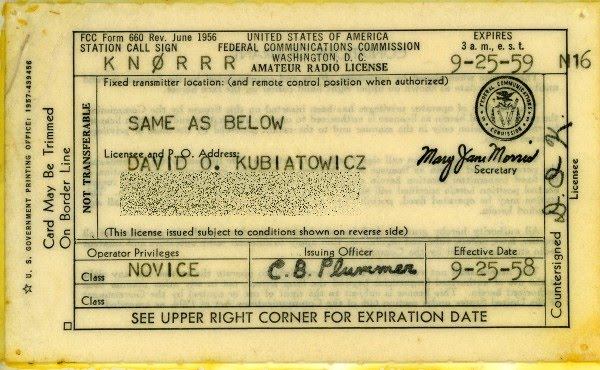 FCC Form 660 Rev. June 1956
UNITED STATES OF AMERICA
EXPIRES
STATION CALL SIGN
FEDERAL COMMUNICATIONS COMMISSION
3 a. m., e. s. t.
WASHINGTON, D. C.
KNØRRR
AMATEUR RADIO LICENSE
9-25-59
N16
Fixed transmitter location: (and remote control position when authorized)
SAME AS BELOW
Licensee and P. O. Address:
DAVID O. KUBIATOWICZ
Mary Jane Morris
Secretary
(This license issued subject to conditions shown on reverse side)
Operator Privileges
Issuing Officer
Effective Date
Class
NOVICE
C.B. Plummer
9-25-58
Class
SEE UPPER RIGHT CORNER FOR EXPIRATION DATE
☆ U. S. GOVERNMENT PRINTING OFFICE: 1957-439456
Card May Be Trimmed
On Border Line
NOT TRANSFERABLE
FEDERAL COMMUNICATIONS COMMISSION
Countersigned
D. O. K.
Licensee